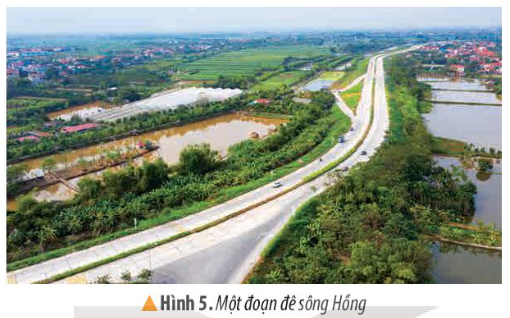 Hình 5. Một đoạn đê sông Hồng